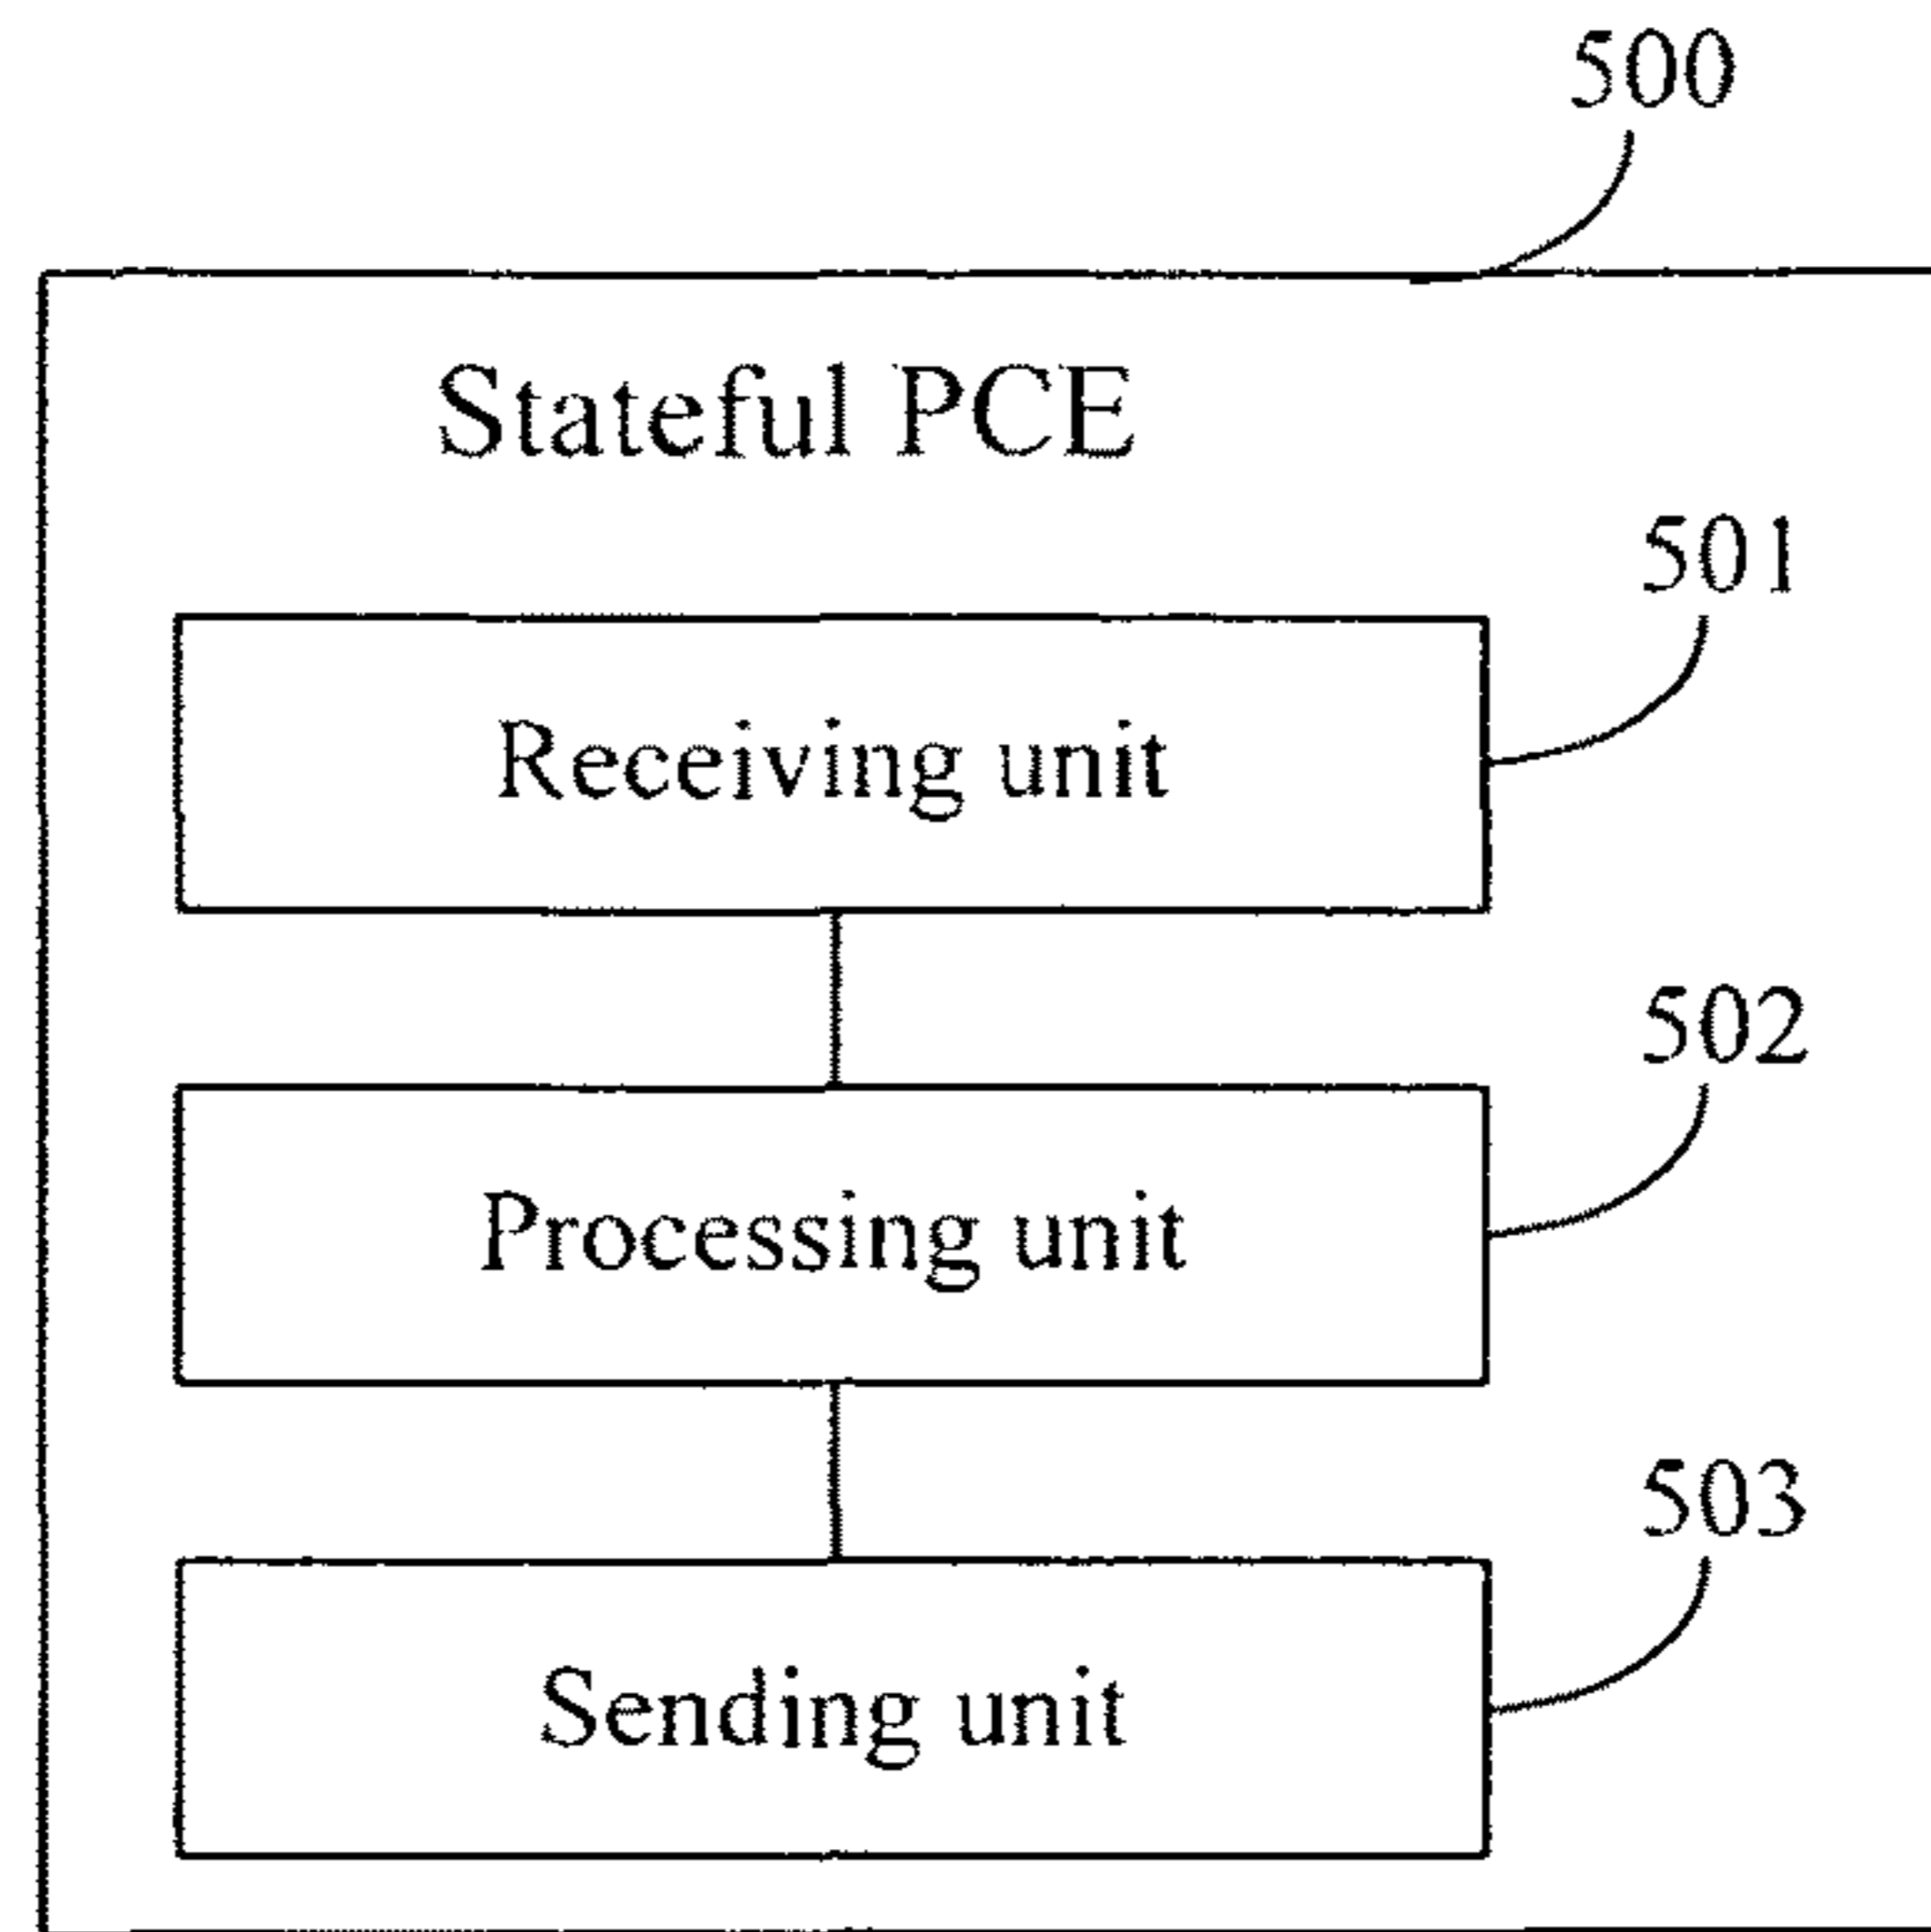 500
Stateful PCE
501
Receiving unit
502
Processing unit
503
Sending unit